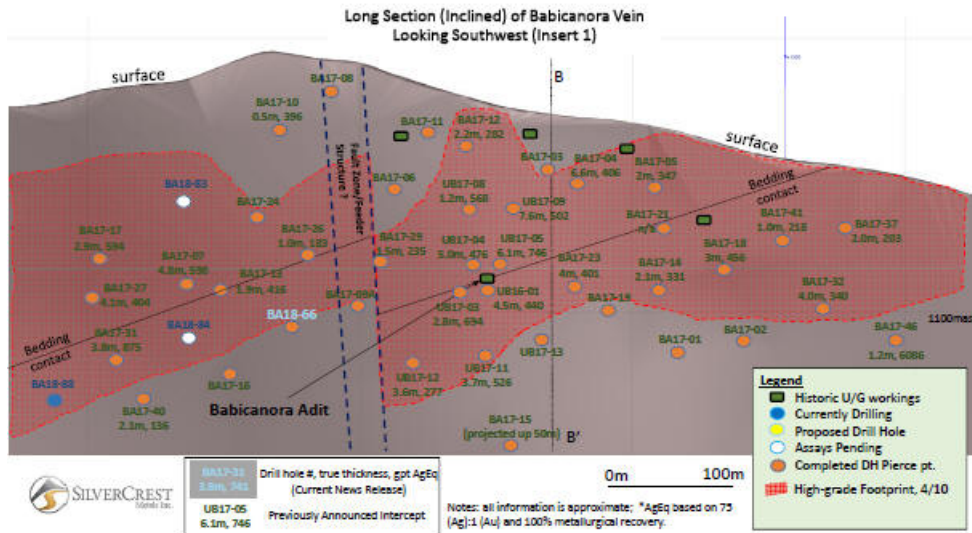 Long Section (Inclined) of Babicanora Vein
Looking Southwest (Insert 1)
surface
B
BA17-08
BA17-10
0.5m, 396
BA17-11
BA17-12
2.2m, 282
Fault Zone/Feeder
Structure ?
BA17-03
BA17-04
6.6m, 406
BA17-05
2m, 347
surface
BA18-83
BA17-06
UB17-08
1.2m, 568
UB17-09
7.6m, 502
Bedding
contact
BA17-24
BA17-21
n/a
BA17-41
1.0m, 218
BA17-37
2.0m, 203
BA17-17
2.9m, 594
BA17-26
1.0m, 183
BA17-29
1.5m, 235
UB17-04
5.0m, 476
UB17-05
6.1m, 746
BA17-18
3m, 456
BA17-07
BA17-23
4m, 401
BA17-14
2.1m, 331
BA17-27
4.1m, 404
1.9m, 416
UB16-01
4.5m, 440
BA17-32
4.0m, 340
BA17-09A
UB17-03
2.8m, 694
BA17-19
BA18-66
BA18-84
1100mas
BA17-31
3.8m, 875
Bedding
contact
UB17-13
BA17-01
BA17-02
BA17-46
1.2m, 6086
BA18-88
BA17-16
UB17-12
3.6m, 277
UB17-11
3.7m, 526
BA17-40
2.1m, 136
Babicanora Adit
BA17-15
(projected up 50m)
B'
Legend
Historic U/G workings
Currently Drilling
Proposed Drill Hole
Assays Pending
Completed DH Pierce pt.
High-grade Footprint, 4/10
SILVERCREST
Metals Inc.
3.8m, 741
Drill hole #, true thickness, gpt AgEq
(Current News Release)
UB17-05
6.1m, 746
Previously Announced Intercept
0m
100m
Notes: all information is approximate; *AgEq based on 75
(Ag):1 (Au) and 100% metallurgical recovery.